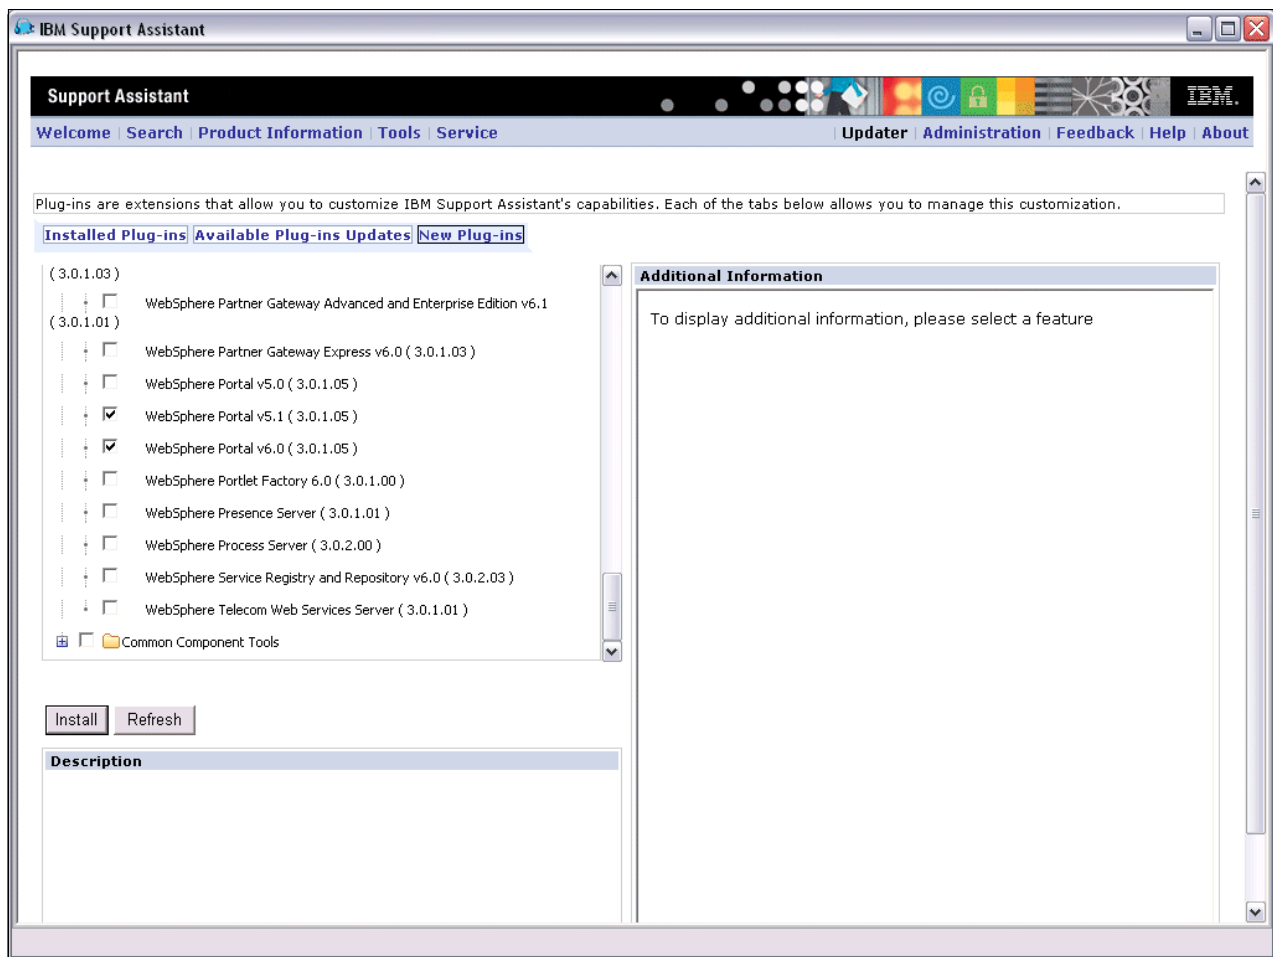 IBM Support Assistant
Support Assistant
IBM.
Welcome | Search | Product Information | Tools | Service
Updater | Administration | Feedback | Help | About
Plug-ins are extensions that allow you to customize IBM Support Assistant's capabilities. Each of the tabs below allows you to manage this customization.
Installed Plug-ins Available Plug-ins Updates New Plug-ins
( 3.0.1.03 )
WebSphere Partner Gateway Advanced and Enterprise Edition v6.1
( 3.0.1.01 )
WebSphere Partner Gateway Express v6.0 ( 3.0.1.03 )
WebSphere Portal v5.0 ( 3.0.1.05 )
WebSphere Portal v5.1 ( 3.0.1.05 )
WebSphere Portal v6.0 ( 3.0.1.05 )
WebSphere Portlet Factory 6.0 ( 3.0.1.00 )
WebSphere Presence Server ( 3.0.1.01 )
WebSphere Process Server ( 3.0.2.00 )
WebSphere Service Registry and Repository v6.0 ( 3.0.2.03 )
WebSphere Telecom Web Services Server ( 3.0.1.01 )
Common Component Tools
Install Refresh
Description
Additional Information
To display additional information, please select a feature